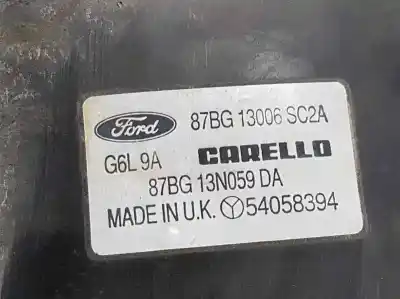 Ford 87BG 13006 SC2A
G6L 9A CARELLO
87BG 13N059 DA
MADE IN U.K. 54058394